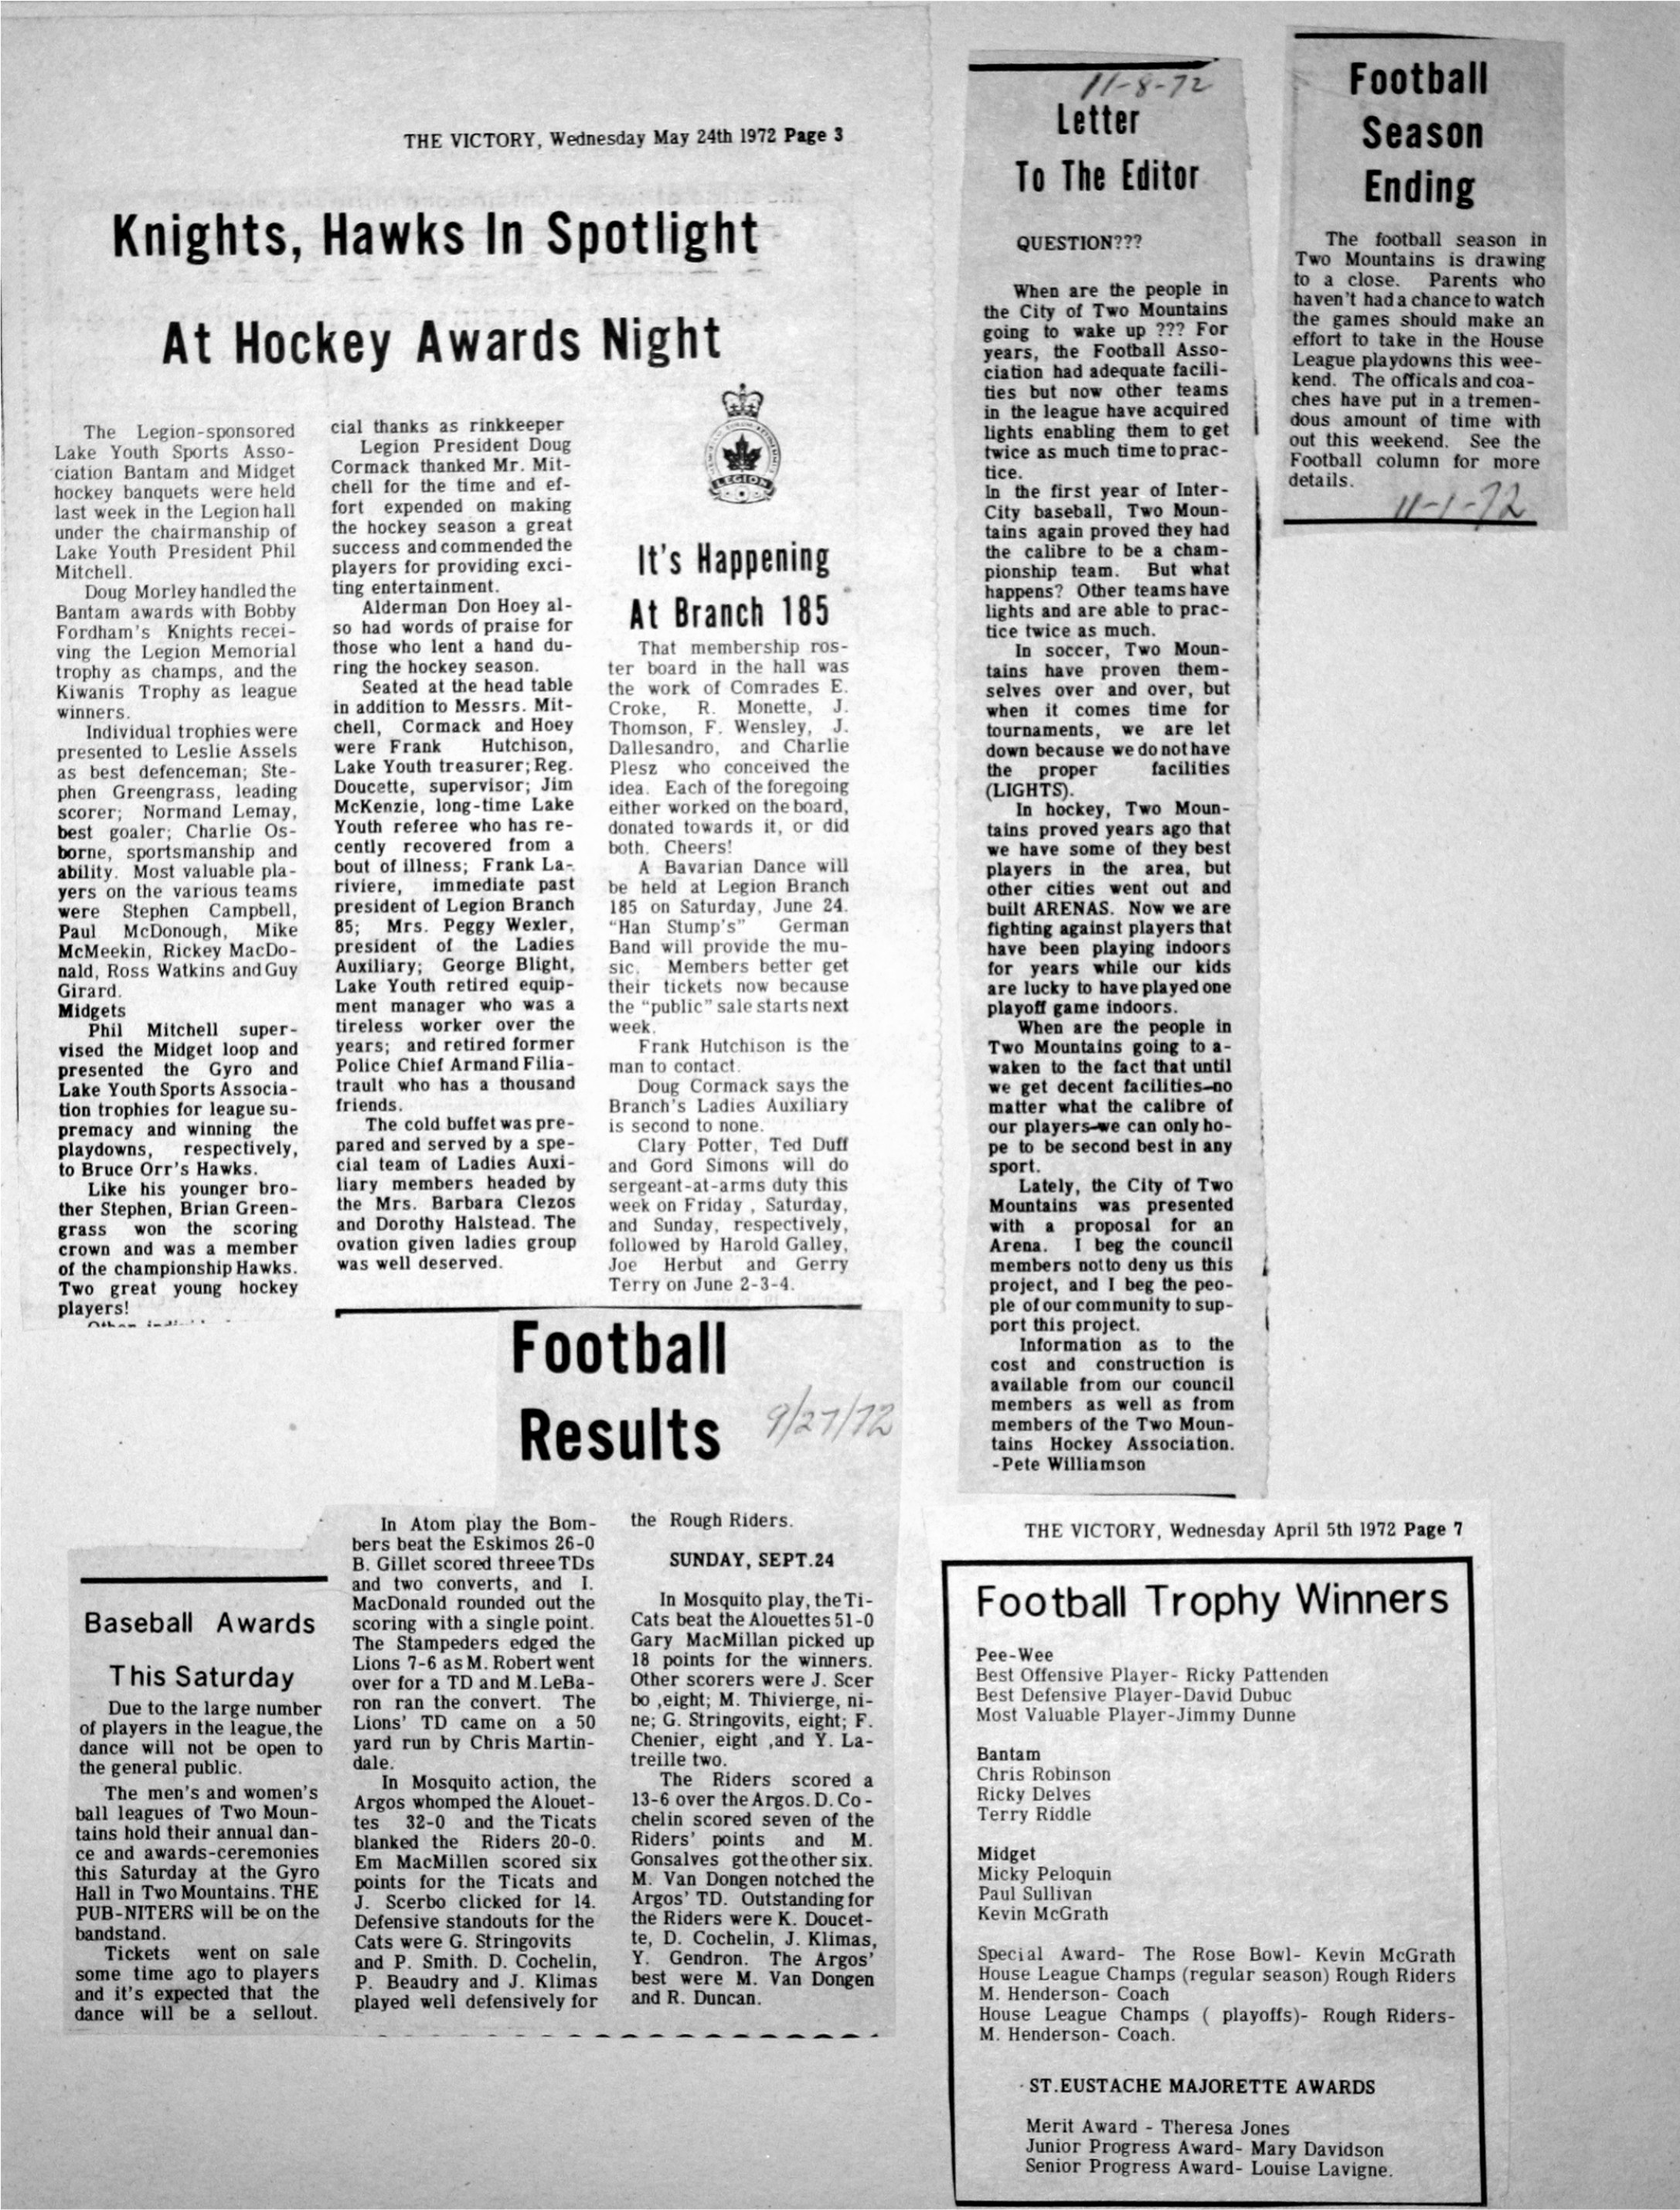 THE VICTORY, Wednesday May 24th 1972 Page 3
Knights, Hawks In Spotlight
At Hockey Awards Night
The Legion-sponsored
Lake Youth Sports Asso-
ciation Bantam and Midget
hockey banquets were held
last week in the Legion hall
under the chairmanship of
Lake Youth President Phil
Mitchell.
Doug Morley handled the
Bantam awards with Bobby
Fordham's Knights recei-
ving the Legion Memorial
trophy as champs, and the
Kiwanis Trophy as league
winners.
Individual trophies were
presented to Leslie Assels
as best defenceman; Ste-
phen Greengrass, leading
scorer; Normand Lemay,
best goaler; Charlie Os-
borne, sportsmanship and
ability. Most valuable pla-
yers on the various teams
were Stephen Campbell,
Paul McDonough, Mike
McMeekin, Rickey MacDo-
nald, Ross Watkins and Guy
Girard.
Midgets
Phil Mitchell super-
vised the Midget loop and
presented the Gyro and
Lake Youth Sports Associa-
tion trophies for league su-
premacy and winning the
playdowns, respectively,
to Bruce Orr's Hawks.
Like his younger bro-
ther Stephen, Brian Green-
grass won the scoring
crown and was a member
of the championship Hawks.
Two great young hockey
players!
cial thanks as rinkkeeper
Legion President Doug
Cormack thanked Mr. Mit-
chell for the time and ef-
fort expended on making
the hockey season a great
success and commended the
players for providing exci-
ting entertainment.
Alderman Don Hoey al-
so had words of praise for
those who lent a hand du-
ring the hockey season.
Seated at the head table
in addition to Messrs. Mit-
chell, Cormack and Hoey
were Frank Hutchison,
Lake Youth treasurer; Reg.
Doucette, supervisor; Jim
McKenzie, long-time Lake
Youth referee who has re-
cently recovered from a
bout of illness; Frank La-
riviere, immediate past
president of Legion Branch
85; Mrs. Peggy Wexler,
president of the Ladies
Auxiliary; George Blight,
Lake Youth retired equip-
ment manager who was a
tireless worker over the
years; and retired former
Police Chief Armand Filia-
trault who has a thousand
friends.
The cold buffet was pre-
pared and served by a spe-
cial team of Ladies Auxi-
liary members headed by
the Mrs. Barbara Clezos
and Dorothy Halstead. The
ovation given ladies group
was well deserved.
LEGION
It's Happening
At Branch 185
That membership ros-
ter board in the hall was
the work of Comrades E.
Croke, R. Monette, J.
Thomson, F. Wensley, J.
Dallesandro, and Charlie
Plesz who conceived the
idea. Each of the foregoing
either worked on the board,
donated towards it, or did
both. Cheers!
A Bavarian Dance will
be held at Legion Branch
185 on Saturday, June 24.
"Han Stump's" German
Band will provide the mu-
sic. Members better get
their tickets now because
the "public" sale starts next
week.
Frank Hutchison is the
man to contact.
Doug Cormack says the
Branch's Ladies Auxiliary
is second to none.
Clary Potter, Ted Duff
and Gord Simons will do
sergeant-at-arms duty this
week on Friday , Saturday,
and Sunday, respectively,
followed by Harold Galley,
Joe Herbut and Gerry
Terry on June 2-3-4.
11-8-72
Letter
To The Editor
QUESTION???
When are the people in
the City of Two Mountains
going to wake up ??? For
years, the Football Asso-
ciation had adequate facili-
ties but now other teams
in the league have acquired
lights enabling them to get
twice as much time to prac-
tice.
In the first year of Inter-
City baseball, Two Moun-
tains again proved they had
the calibre to be a cham-
pionship team. But what
happens? Other teams have
lights and are able to prac-
tice twice as much.
In soccer, Two Moun-
tains have proven them-
selves over and over, but
when it comes time for
tournaments, we are let
down because we do not have
the proper facilities
(LIGHTS).
In hockey, Two Moun-
tains proved years ago that
we have some of they best
players in the area, but
other cities went out and
built ARENAS. Now we are
fighting against players that
have been playing indoors
for years while our kids
are lucky to have played one
playoff game indoors.
When are the people in
Two Mountains going to a-
waken to the fact that until
we get decent facilities-no
matter what the calibre of
our players-we can only ho-
pe to be second best in any
sport.
Lately, the City of Two
Mountains was presented
with a proposal for an
Arena. I beg the council
members not to deny us this
project, and I beg the peo-
ple of our community to sup-
port this project.
Information as to the
cost and construction is
available from our council
members as well as from
members of the Two Moun-
tains Hockey Association.
-Pete Williamson
Football
Season
Ending
The football season in
Two Mountains is drawing
to a close. Parents who
haven't had a chance to watch
the games should make an
effort to take in the House
League playdowns this wee-
kend. The officals and coa-
ches have put in a tremen-
dous amount of time with
out this weekend. See the
Football column for more
details.
11-1-72
Baseball Awards
This Saturday
Due to the large number
of players in the league, the
dance will not be open to
the general public.
The men's and women's
ball leagues of Two Moun-
tains hold their annual dan-
ce and awards-ceremonies
this Saturday at the Gyro
Hall in Two Mountains. THE
PUB-NITERS will be on the
bandstand.
Tickets went on sale
some time ago to players
and it's expected that the
dance will be a sellout.
Football
Results
9/27/72
In Atom play the Bom-
bers beat the Eskimos 26-0
B. Gillet scored threee TDs
and two converts, and I.
MacDonald rounded out the
scoring with a single point.
The Stampeders edged the
Lions 7-6 as M. Robert went
over for a TD and M. LeBa-
ron ran the convert. The
Lions' TD came on a 50
yard run by Chris Martin-
dale.
In Mosquito action, the
Argos whomped the Alouet-
tes 32-0 and the Ticats
blanked the Riders 20-0.
Em MacMillen scored six
points for the Ticats and
J. Scerbo clicked for 14.
Defensive standouts for the
Cats were G. Stringovits
and P. Smith. D. Cochelin,
P. Beaudry and J. Klimas
played well defensively for
the Rough Riders.
SUNDAY, SEPT.24
In Mosquito play, the Ti-
Cats beat the Alouettes 51-0
Gary MacMillan picked up
18 points for the winners.
Other scorers were J. Scer
bo ,eight; M. Thivierge, ni-
ne; G. Stringovits, eight; F.
Chenier, eight ,and Y. La-
treille two.
The Riders scored a
13-6 over the Argos. D. Co-
chelin scored seven of the
Riders' points and M.
Gonsalves got the other six.
M. Van Dongen notched the
Argos' TD. Outstanding for
the Riders were K. Doucet-
te, D. Cochelin, J. Klimas,
Y. Gendron. The Argos'
best were M. Van Dongen
and R. Duncan.
THE VICTORY, Wednesday April 5th 1972 Page 7
Football Trophy Winners
Pee-Wee
Best Offensive Player- Ricky Pattenden
Best Defensive Player-David Dubuc
Most Valuable Player-Jimmy Dunne
Bantam
Chris Robinson
Ricky Delves
Terry Riddle
Midget
Micky Peloquin
Paul Sullivan
Kevin McGrath
Special Award- The Rose Bowl- Kevin McGrath
House League Champs (regular season) Rough Riders
M. Henderson- Coach
House League Champs ( playoffs)- Rough Riders-
M. Henderson- Coach.
ST.EUSTACHE MAJORETTE AWARDS
Merit Award - Theresa Jones
Junior Progress Award- Mary Davidson
Senior Progress Award- Louise Lavigne.